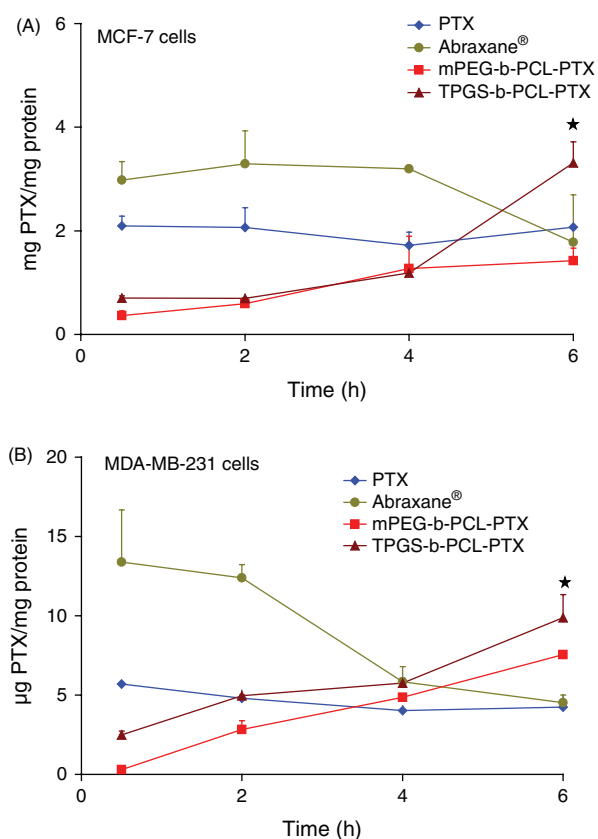 (A)
MCF-7 cells
PTX
Abraxane®
mPEG-b-PCL-PTX
TPGS-b-PCL-PTX
mg PTX/mg protein
6
4
2
0
0 2 4 6
Time (h)
(B)
MDA-MB-231 cells
PTX
Abraxane®
mPEG-b-PCL-PTX
TPGS-b-PCL-PTX
µg PTX/mg protein
20
15
10
5
0
0 2 4 6
Time (h)